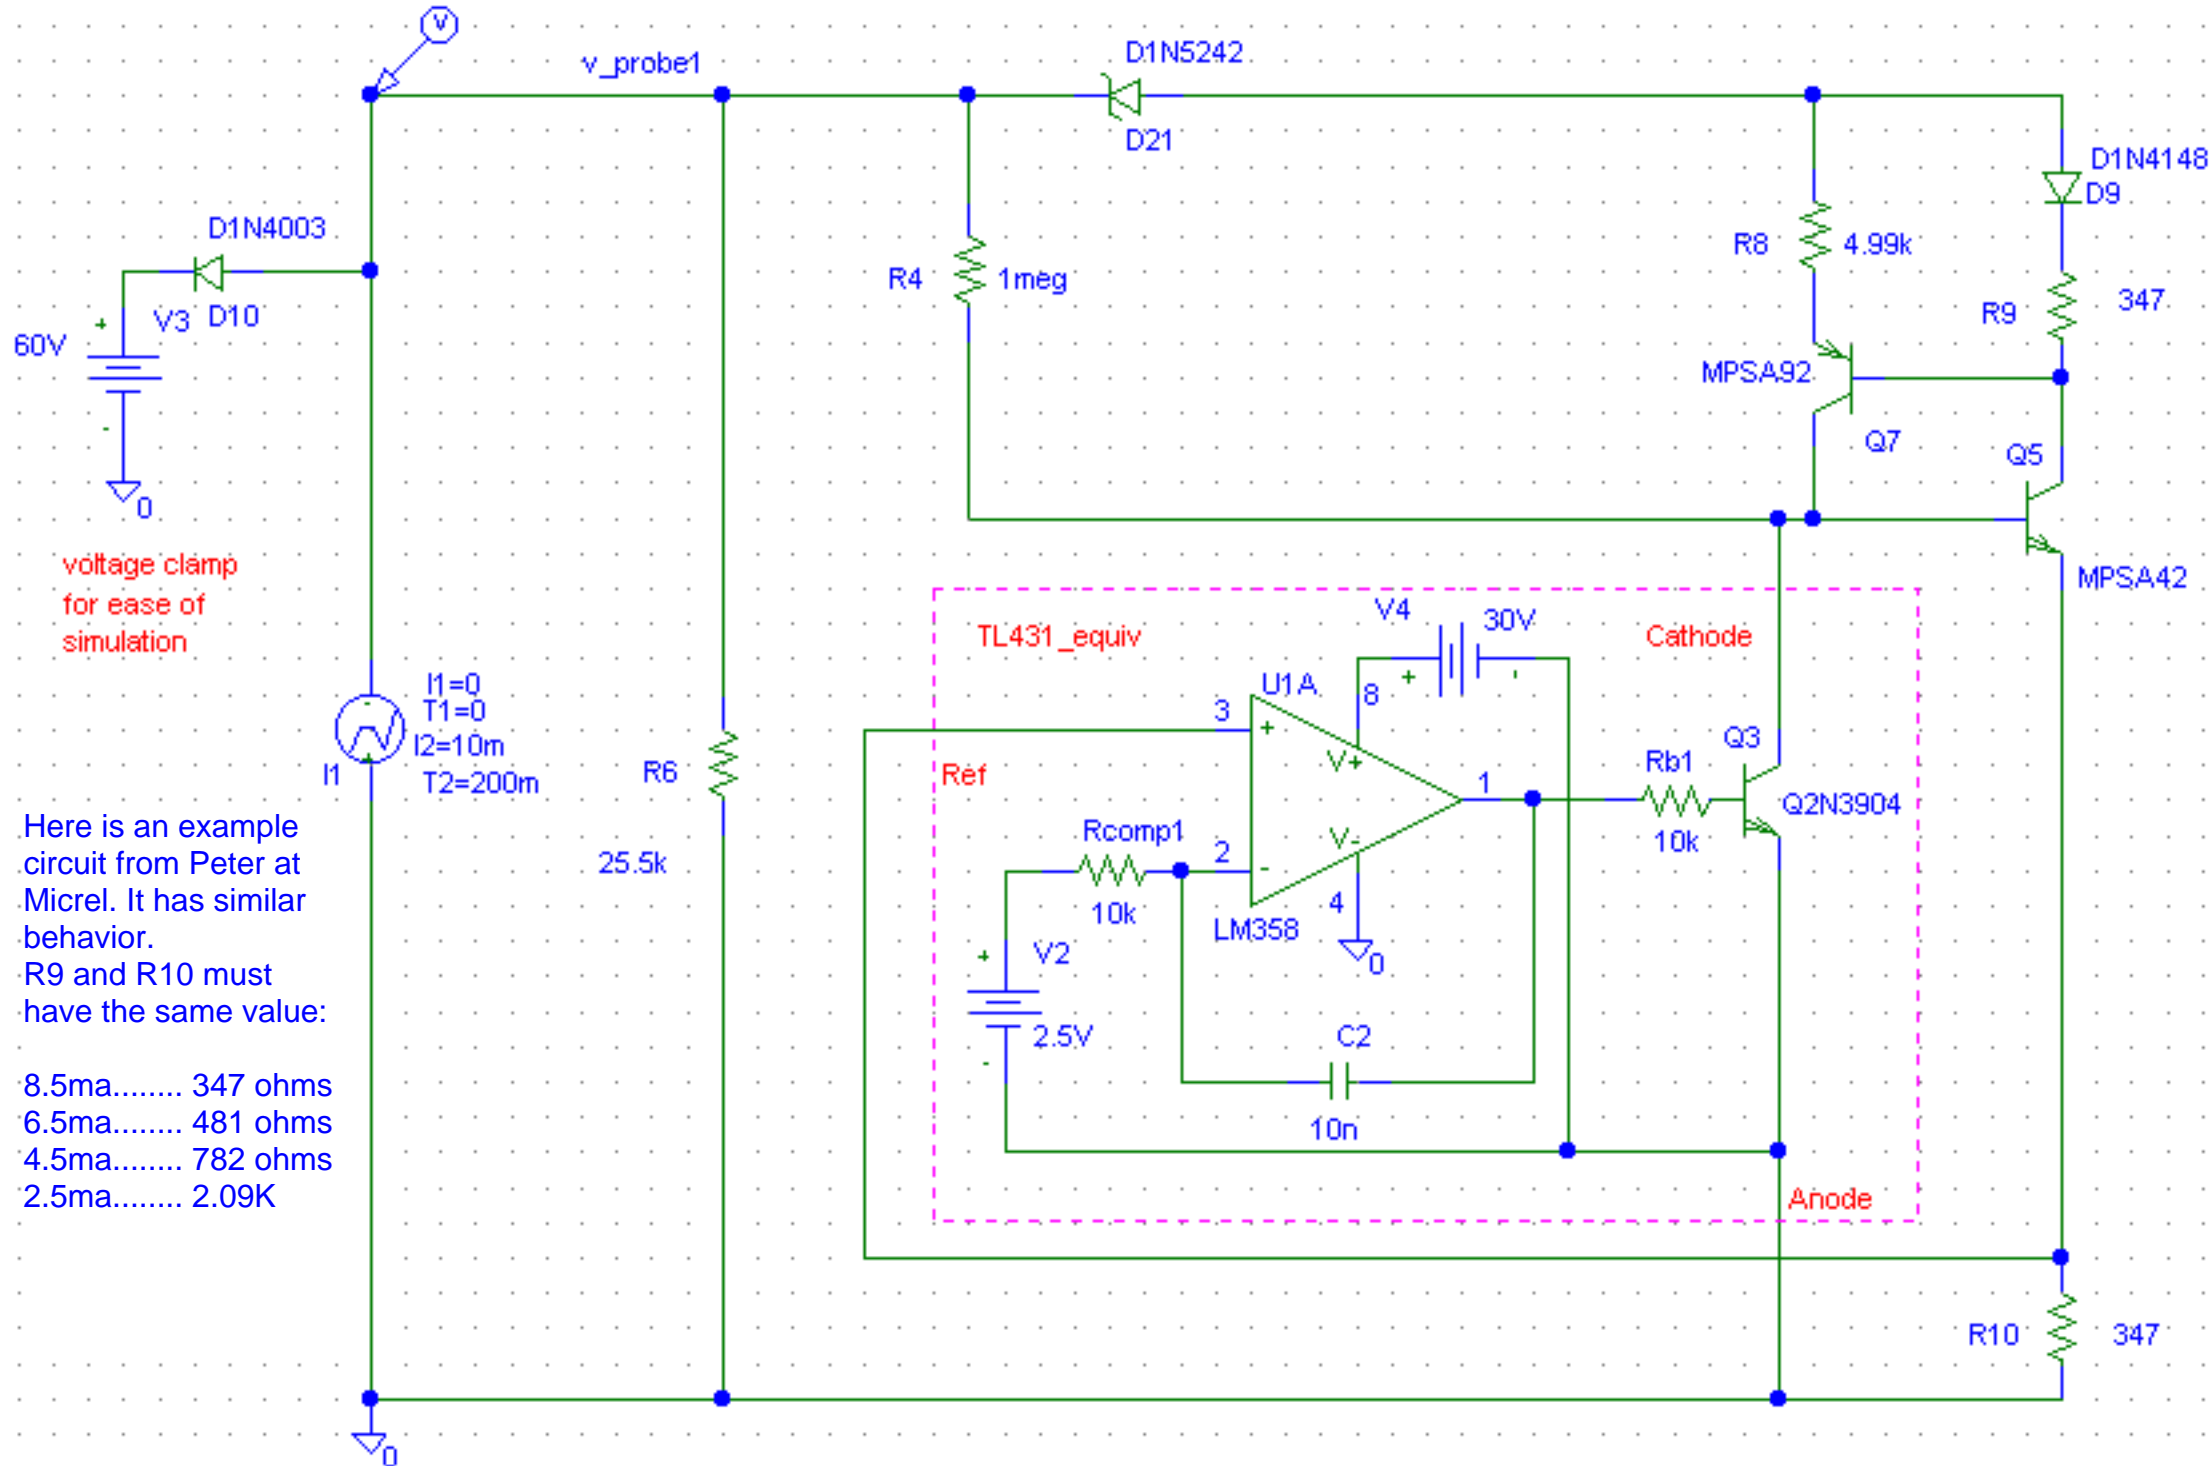 V
v_probe1
D1N5242
D21
D1N4148
D9
D1N4003
D10
V3
+
60V
-
0
R4
1meg
R8
4.99k
R9
347
MPSA92
Q7
Q5
MPSA42
voltage clamp
for ease of
simulation
TL431_equiv
V4
30V
+
-
Cathode
U1A
8
3
+
V+
I1=0
T1=0
I2=10m
T2=200m
-
+
I1
R6
25.5k
Ref
1
Rb1
10k
Q3
Q2N3904
Rcomp1
10k
2
-
V-
4
LM358
0
+
V2
2.5V
-
C2
10n
Anode
Here is an example
circuit from Peter at
Micrel. It has similar
behavior.
R9 and R10 must
have the same value:
8.5ma........ 347 ohms
6.5ma........ 481 ohms
4.5ma........ 782 ohms
2.5ma........ 2.09K
R10
347
0